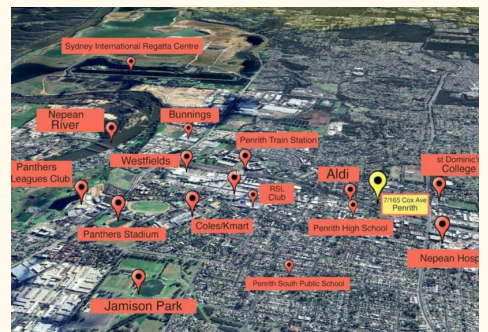 Sydney International Regatta Centre
Nepean
River
Bunnings
Penrith Train Station
Westfields
Panthers
Leagues Club
Aldi
st Dominic's
College
7/165 Cox Ave
Penrith
RSL
Club
Panthers Stadium
Coles/Kmart
Penrith High School
Nepean Hosp
Penrith South Public School
Jamison Park